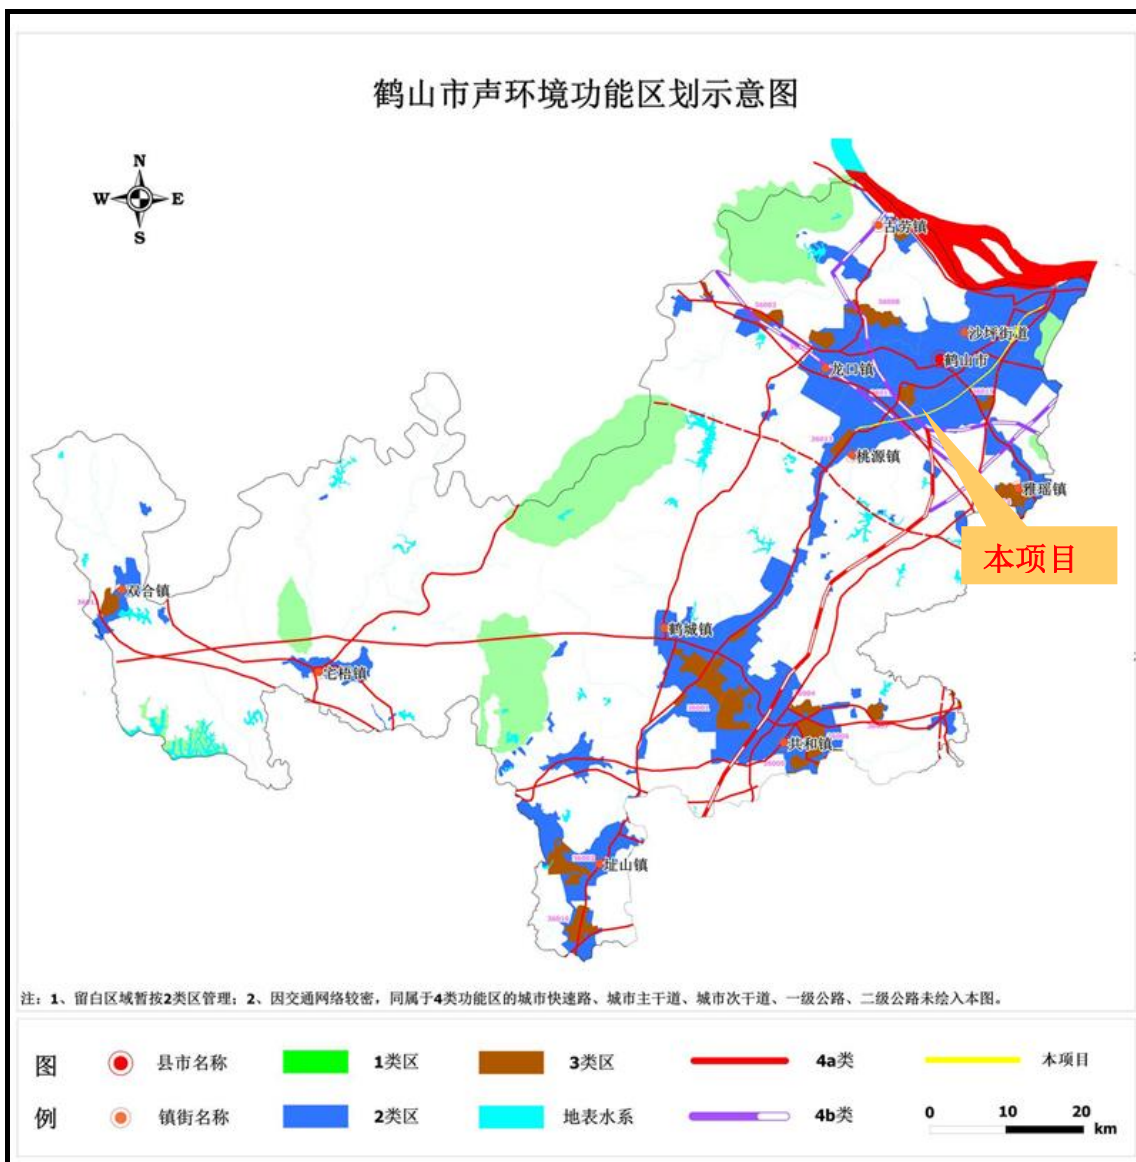 鹤山市声环境功能区划示意图
N
W E
S
古劳镇
36003
36008
沙坪街道
鹤山市
龙口镇
桃源镇
雅瑶镇
本项目
双合镇
鹤城镇
宅梧镇
36001
共和镇
址山镇
注：1、留白区域暂按2类区管理；2、因交通网络较密，同属于4类功能区的城市快速路、城市主干道、城市次干道、一级公路、二级公路未绘入本图。
图例
县市名称 1类区 3类区 4a类 本项目
镇街名称 2类区 地表水系 4b类 0 10 20
km